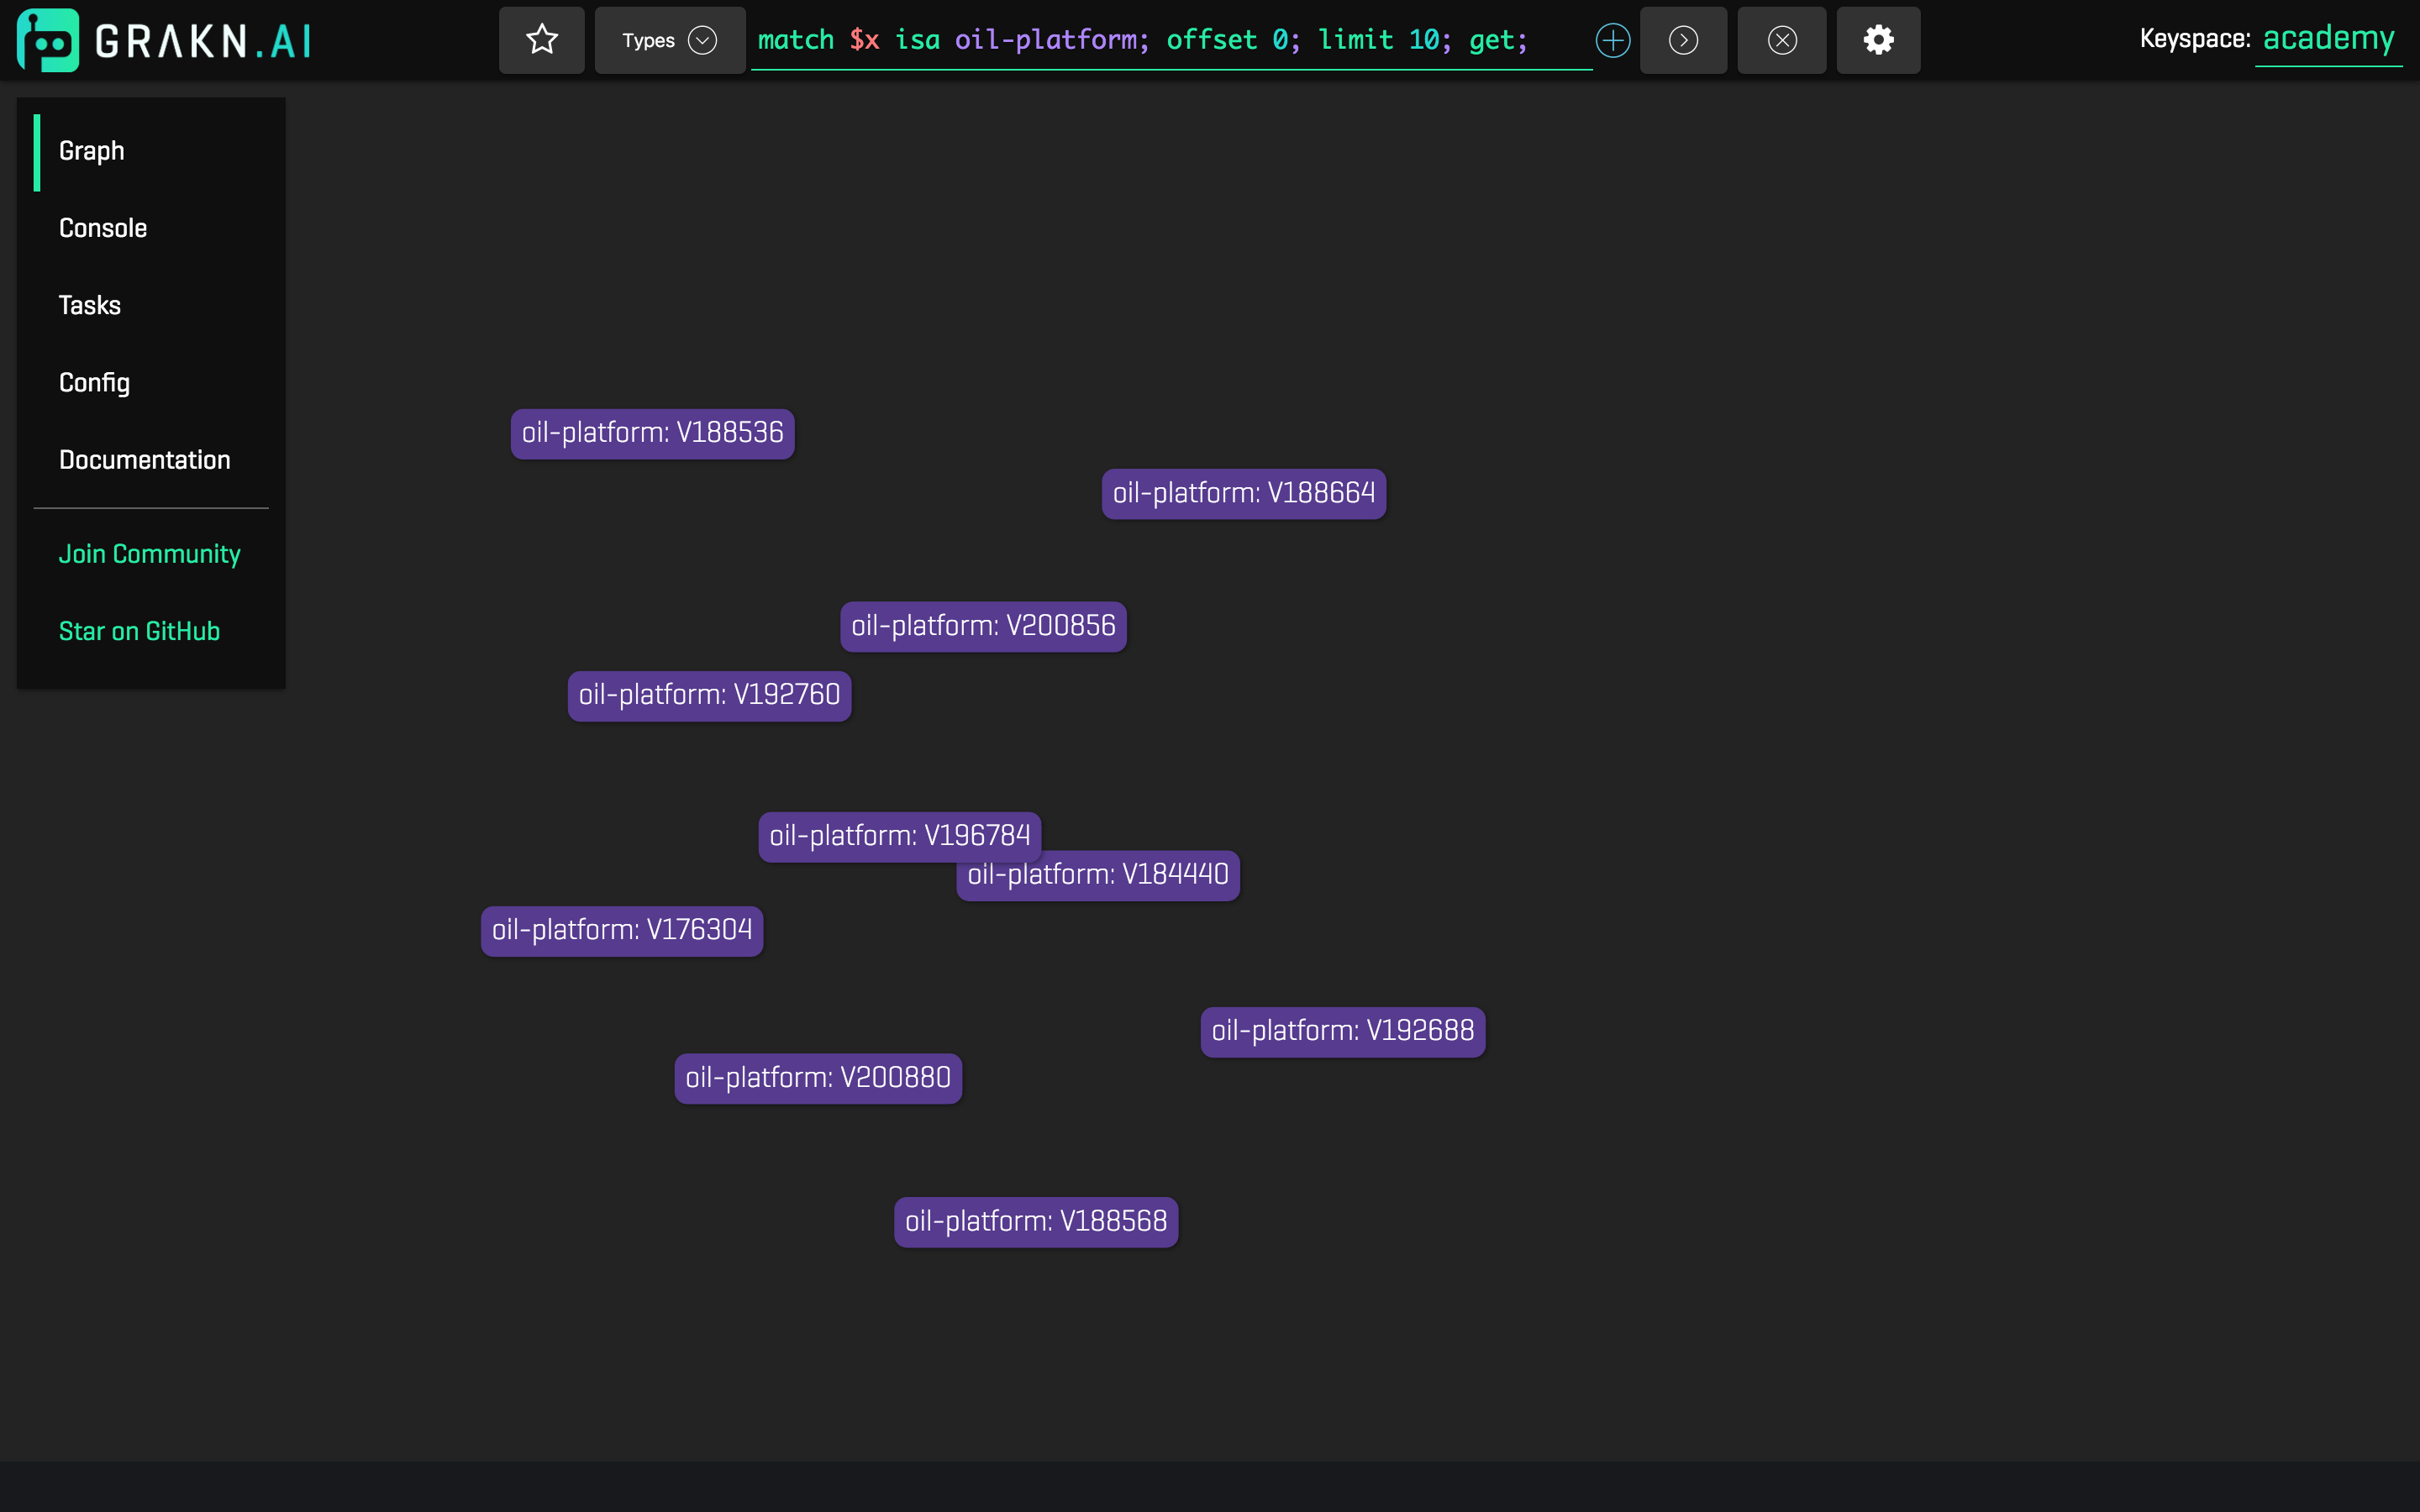 GRAKN.AI
Types
match $x isa oil-platform; offset 0; limit 10; get;
Keyspace: academy
Graph
Console
Tasks
Config
Documentation
Join Community
Star on GitHub
oil-platform: V188536
oil-platform: V188664
oil-platform: V200856
oil-platform: V192760
oil-platform: V196784
oil-platform: V184440
oil-platform: V176304
oil-platform: V192688
oil-platform: V200880
oil-platform: V188568